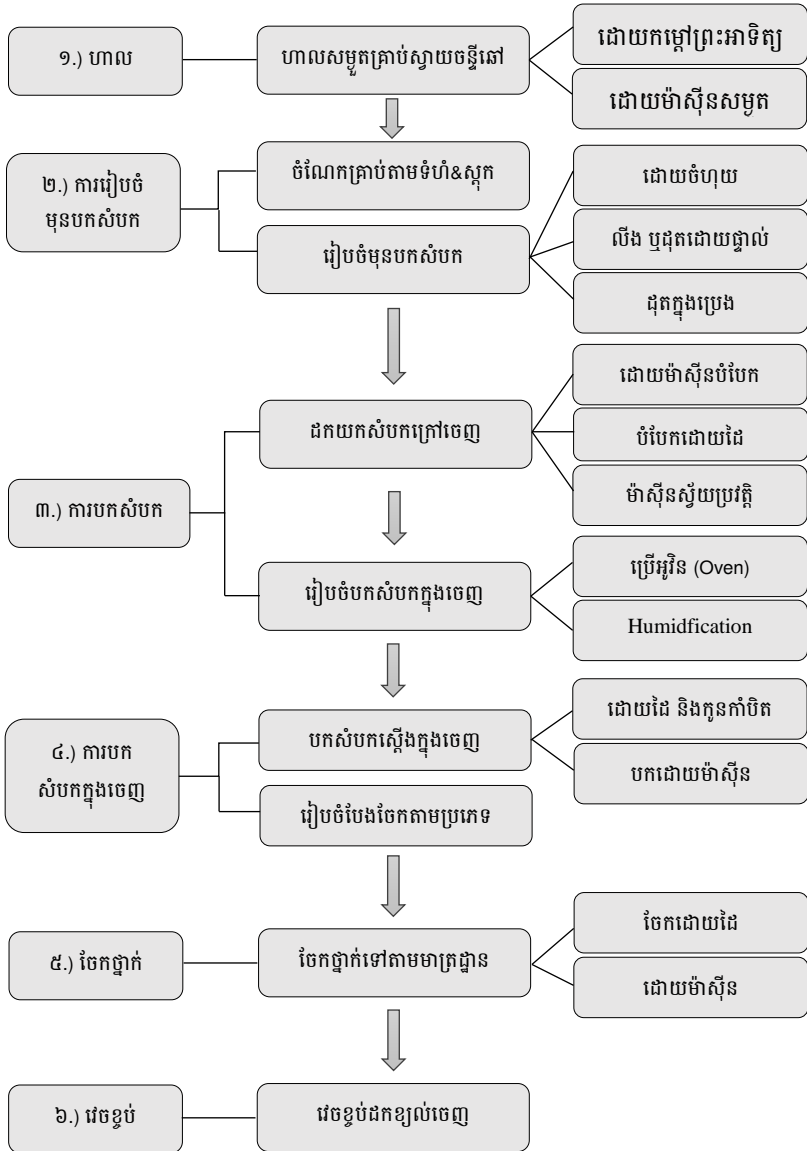 ១.) ហាល
ហាលសម្ងួតគ្រាប់ស្វាយចន្ទីឆៅ
ដោយកម្តៅព្រះអាទិត្យ
ដោយម៉ាស៊ីនសម្ងត
២.) ការរៀបចំ
មុនបកសំបក
ចំណែកគ្រាប់តាមទំហំ&ស្តុក
រៀបចំមុនបកសំបក
ដោយចំហុយ
លីង ឬដុតដោយផ្ទាល់
ដុតក្នុងប្រេង
៣.) ការបកសំបក
ដកយកសំបកក្រៅចេញ
ដោយម៉ាស៊ីនបំបែក
បំបែកដោយដៃ
ម៉ាស៊ីនស្វ័យប្រវត្តិ
រៀបចំបកសំបកក្នុងចេញ
ប្រើអូវិន (Oven)
Humidfication
៤.) ការបក
សំបកក្នុងចេញ
បកសំបកស្តើងក្នុងចេញ
ដោយដៃ និងកូនកាំបិត
បកដោយម៉ាស៊ីន
រៀបចំបែងចែកតាមប្រភេទ
៥.) ចែកថ្នាក់
ចែកថ្នាក់ទៅតាមមាត្រដ្ឋាន
ចែកដោយដៃ
ដោយម៉ាស៊ីន
៦.) វេចខ្ចប់
វេចខ្ចប់ដកខ្យល់ចេញ